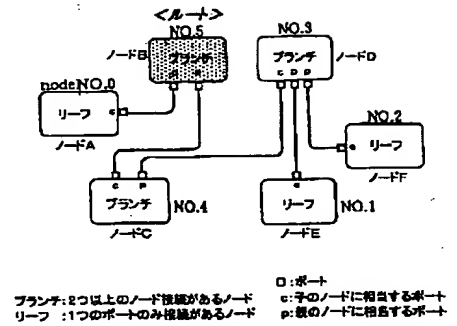 <ルート>
NO.5
ノードB
ブランチ
NO.3
ブランチ
ノードD
c
nodeNO.0
リーフ
c
ノードA
NO.2
リーフ
c
ノードF
c p
ブランチ
NO.4
ノードC
c
リーフ
NO.1
ノードE
□:ポート
ブランチ:2つ以上のノード接続があるノード
c:子のノードに相当するポート
リーフ :1つのポートのみ接続があるノード
p:親のノードに相当するポート